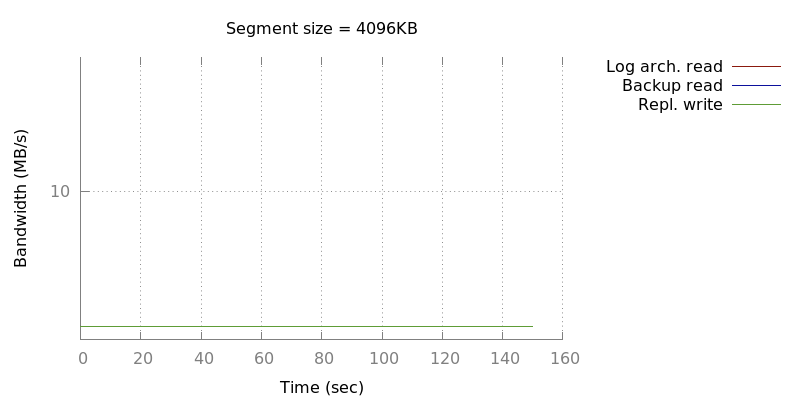 Segment size = 4096KB
Log arch. read
Backup read
Repl. write
Bandwidth (MB/s)
10
0 20 40 60 80 100 120 140 160
Time (sec)